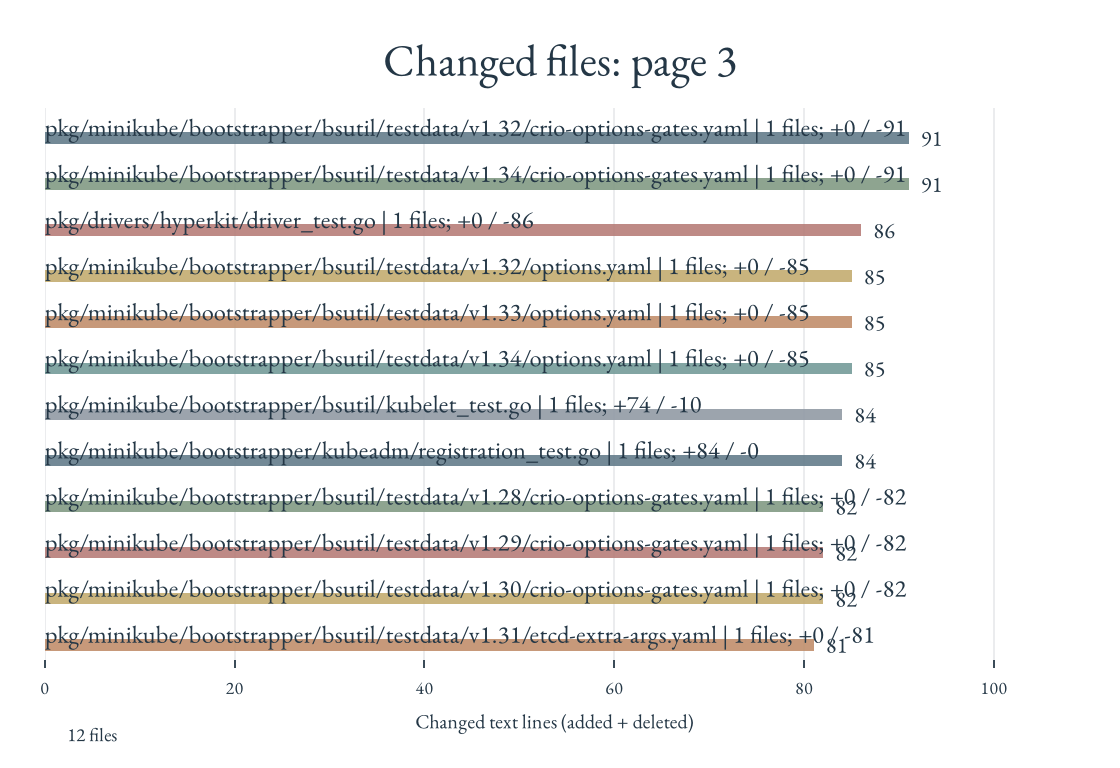 Changed files: page 3
pkg/minikube/bootstrapper/bsutil/testdata/v1.32/crio-options-gates.yaml | 1 files; +0 / -91
91
pkg/minikube/bootstrapper/bsutil/testdata/v1.34/crio-options-gates.yaml | 1 files; +0 / -91
91
pkg/drivers/hyperkit/driver_test.go | 1 files; +0 / -86
86
pkg/minikube/bootstrapper/bsutil/testdata/v1.32/options.yaml | 1 files; +0 / -85
85
pkg/minikube/bootstrapper/bsutil/testdata/v1.33/options.yaml | 1 files; +0 / -85
85
pkg/minikube/bootstrapper/bsutil/testdata/v1.34/options.yaml | 1 files; +0 / -85
85
pkg/minikube/bootstrapper/bsutil/kubelet_test.go | 1 files; +74 / -10
84
pkg/minikube/bootstrapper/kubeadm/registration_test.go | 1 files; +84 / -0
84
pkg/minikube/bootstrapper/bsutil/testdata/v1.28/crio-options-gates.yaml | 1 files; +0 / -82
82
pkg/minikube/bootstrapper/bsutil/testdata/v1.29/crio-options-gates.yaml | 1 files; +0 / -82
82
pkg/minikube/bootstrapper/bsutil/testdata/v1.30/crio-options-gates.yaml | 1 files; +0 / -82
82
pkg/minikube/bootstrapper/bsutil/testdata/v1.31/etcd-extra-args.yaml | 1 files; +0 / -81
81
0 20 40 60 80 100
Changed text lines (added + deleted)
12 files